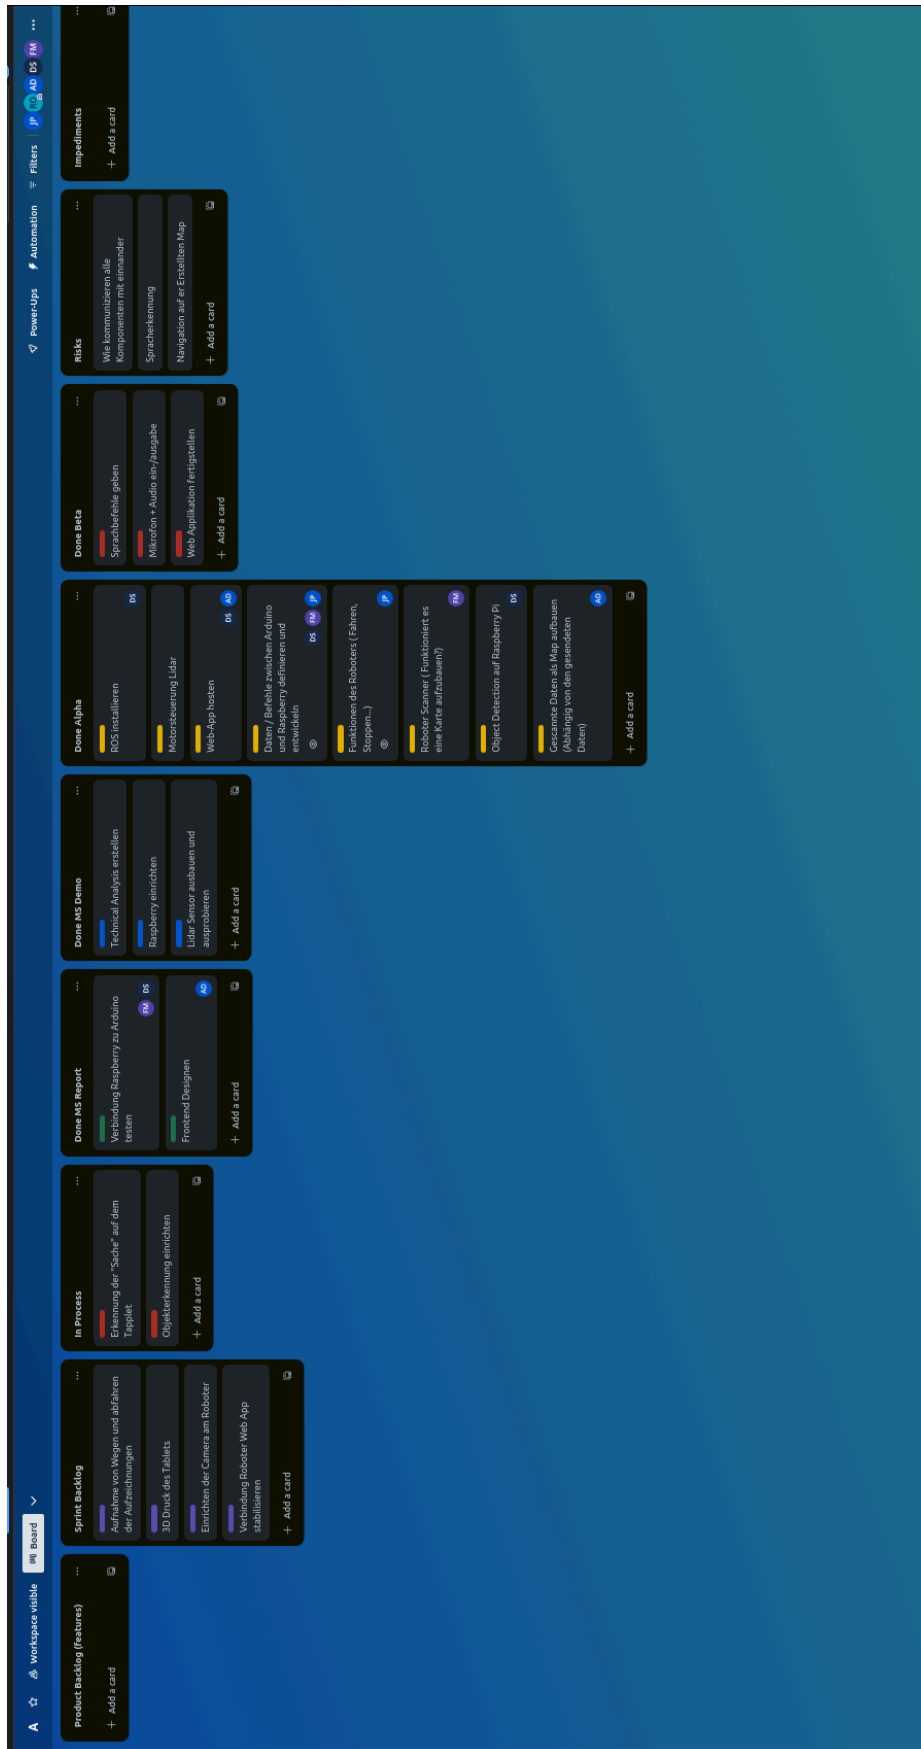 A Workspace visible Board Power-Ups Automation Filters JP RG AD DS FM
Product Backlog (features)
+ Add a card
Sprint Backlog
Aufnahme von Wegen und abfahren
der Aufzeichnungen
3D Druck des Tablets
Einrichten der Camera am Roboter
Verbindung Roboter Web App
stabilisieren
+ Add a card
In Process
Erkennung der "Sache" auf dem
Tapplet
Objekterkennung einrichten
+ Add a card
Done MS Report
Verbindung Raspberry zu Arduino
testen
FM DS
Frontend Designen
AD
+ Add a card
Done MS Demo
Technical Analysis erstellen
Raspberry einrichten
Lidar Sensor ausbauen und
ausprobieren
+ Add a card
Done Alpha
ROS installieren
DS
Motorsteuerung Lidar
Web-App hosten
DS AD
Daten / Befehle zwischen Arduino
und Raspberry definieren und
entwickeln
DS FM JP
Funktionen des Roboters ( Fahren,
Stoppen...)
JP
Roboter Scanner ( Funktioniert es
eine Karte aufzubauen?)
FM
Object Detection auf Raspberry Pi
DS
Gescannte Daten als Map aufbauen
(Abhängig von den gesendeten
Daten)
AD
+ Add a card
Done Beta
Sprachbefehle geben
Mikrofon + Audio ein-/ausgabe
Web Applikation fertigstellen
+ Add a card
Risks
Wie kommunizieren alle
Komponenten mit einnander
Spracherkennung
Navigation auf er Erstellten Map
+ Add a card
Impediments
+ Add a card